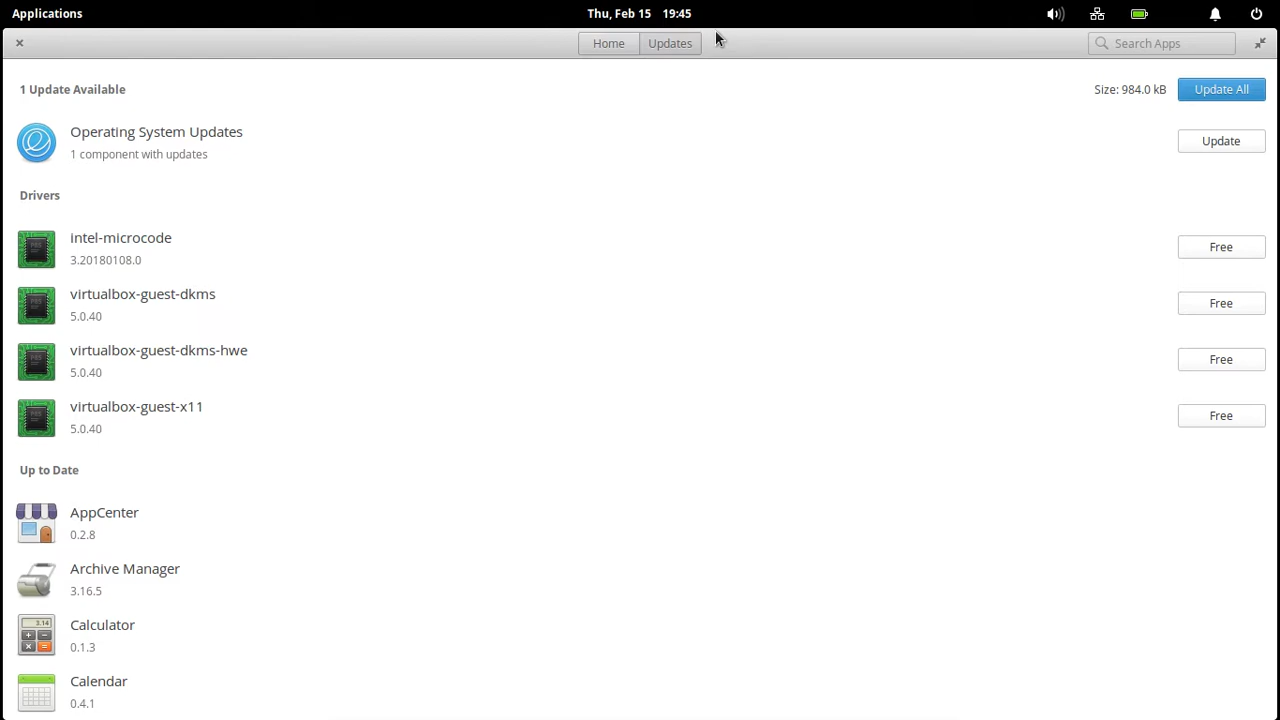 Applications
Thu, Feb 15 19:45
Home
Updates
Search Apps
1 Update Available
Size: 984.0 kB
Update All
Operating System Updates
1 component with updates
Update
Drivers
intel-microcode
3.20180108.0
Free
virtualbox-guest-dkms
5.0.40
Free
virtualbox-guest-dkms-hwe
5.0.40
Free
virtualbox-guest-x11
5.0.40
Free
Up to Date
AppCenter
0.2.8
Archive Manager
3.16.5
3.14
Calculator
0.1.3
Calendar
0.4.1